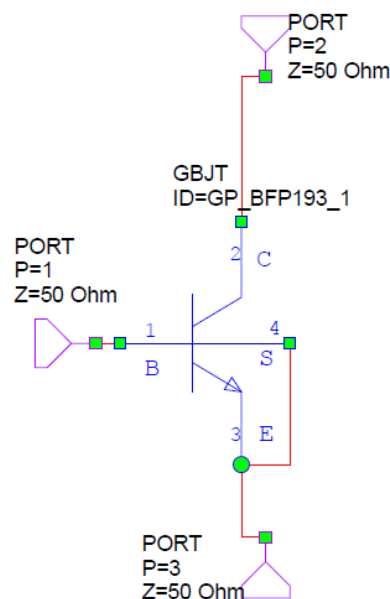 PORT
P=2
Z=50 Ohm
GBJT
ID=GP_BFP193_1
2
C
PORT
P=1
Z=50 Ohm
1
4
B
S
3
E
PORT
P=3
Z=50 Ohm